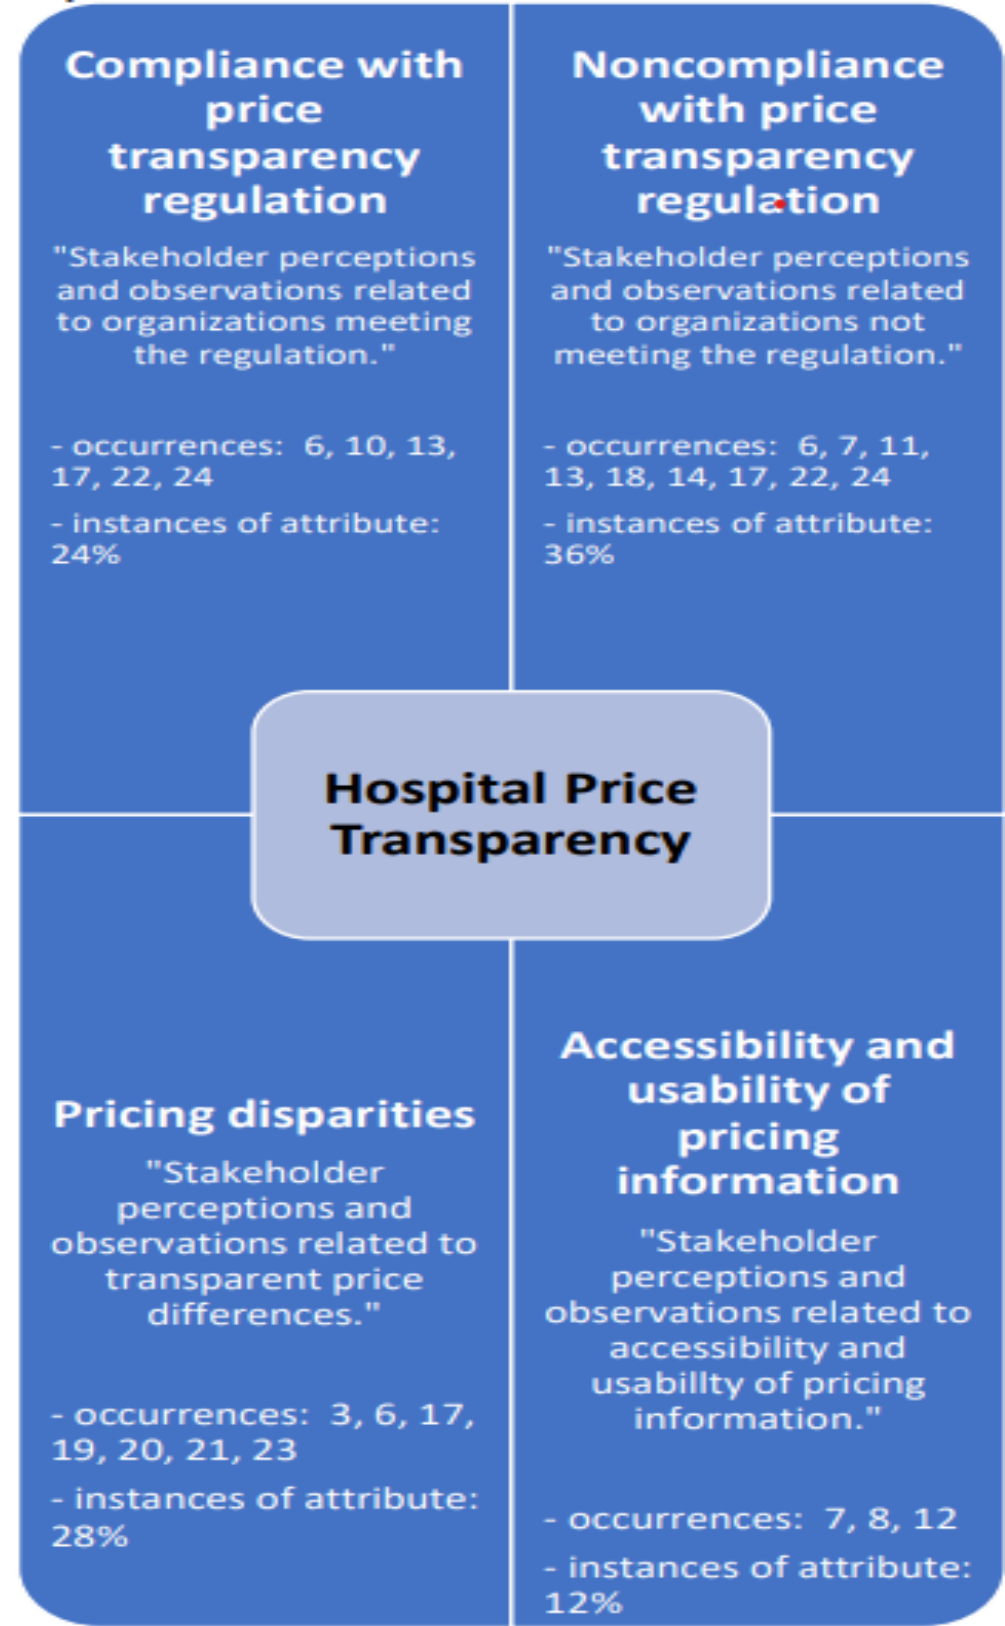 Compliance with
price
transparency
regulation
"Stakeholder perceptions
and observations related
to organizations meeting
the regulation."
- occurrences: 6, 10, 13,
17, 22, 24
- instances of attribute:
24%
Noncompliance
with price
transparency
regulation
"Stakeholder perceptions
and observations related
to organizations not
meeting the regulation."
- occurrences: 6, 7, 11,
13, 18, 14, 17, 22, 24
- instances of attribute:
36%
Hospital Price
Transparency
Pricing disparities
"Stakeholder
perceptions and
observations related to
transparent price
differences."
- occurrences: 3, 6, 17,
19, 20, 21, 23
- instances of attribute:
28%
Accessibility and
usability of
pricing
information
"Stakeholder
perceptions and
observations related to
accessibility and
usabillty of pricing
information."
- occurrences: 7, 8, 12
- instances of attribute:
12%